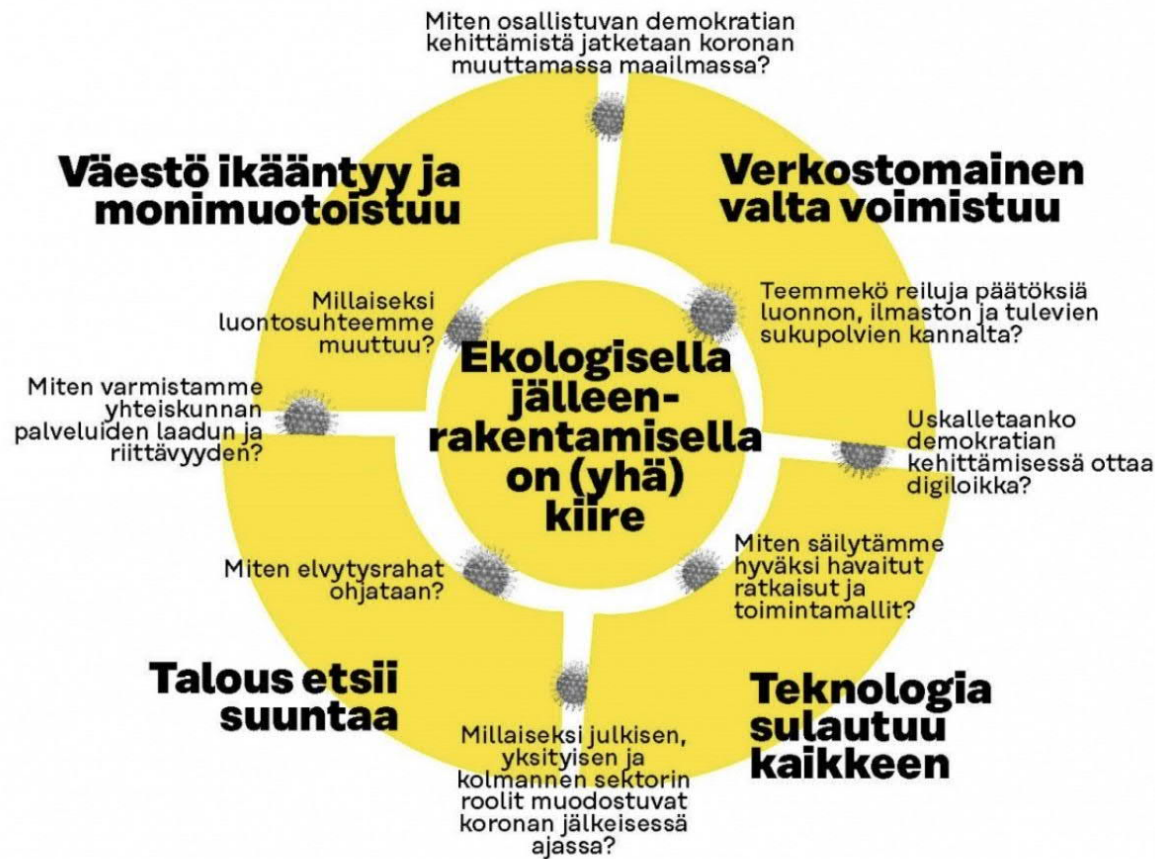 Miten osallistuvan demokratian
kehittämistä jatketaan koronan
muuttamassa maailmassa?
Väestö ikääntyy ja
monimuotoistuu
Verkostomainen
valta voimistuu
Millaiseksi
luontosuhteemme
muuttuu?
Teemmekö reiluja päätöksiä
luonnon, ilmaston ja tulevien
sukupolvien kannalta?
Ekologisella
jälleen-
rakentamisella
on (yhä)
kiire
Miten varmistamme
yhteiskunnan
palveluiden laadun ja
riittävyyden?
Uskalletaanko
demokratian
kehittämisessä ottaa
digiloikka?
Miten elvytysrahat
ohjataan?
Miten säilytämme
hyväksi havaitut
ratkaisut ja
toimintamallit?
Talous etsii
suuntaa
Millaiseksi julkisen,
yksityisen ja
kolmannen sektorin
roolit muodostuvat
koronan jälkeisessä
ajassa?
Teknologia
sulautuu
kaikkeen